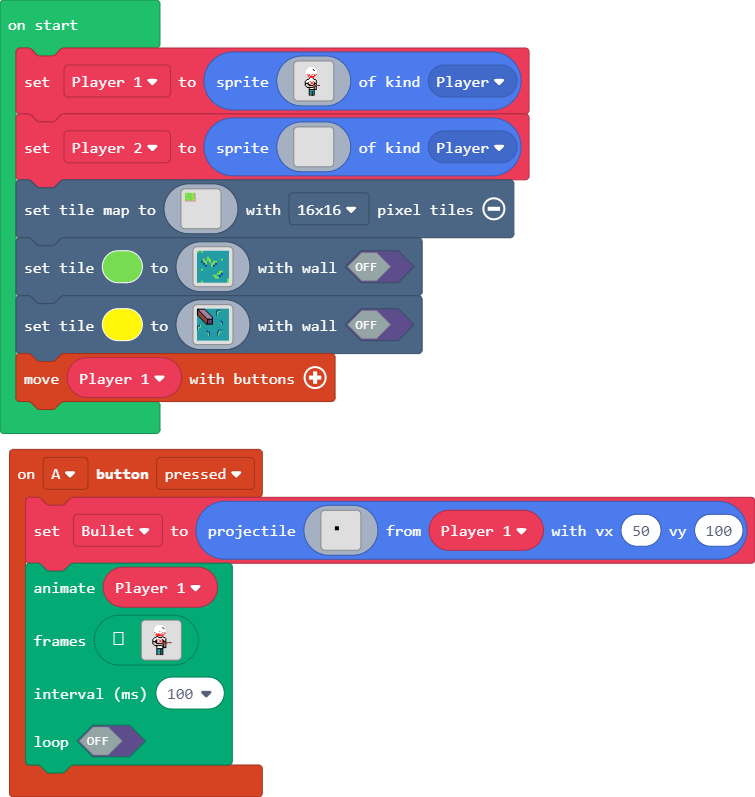 on start
set Player 1 to sprite of kind Player
set Player 2 to sprite of kind Player
set tile map to with 16x16 pixel tiles
set tile to with wall OFF
set tile to with wall OFF
move Player 1 with buttons
on A button pressed
set Bullet to projectile from Player 1 with vx 50 vy 100
animate Player 1
frames
interval (ms) 100
loop OFF